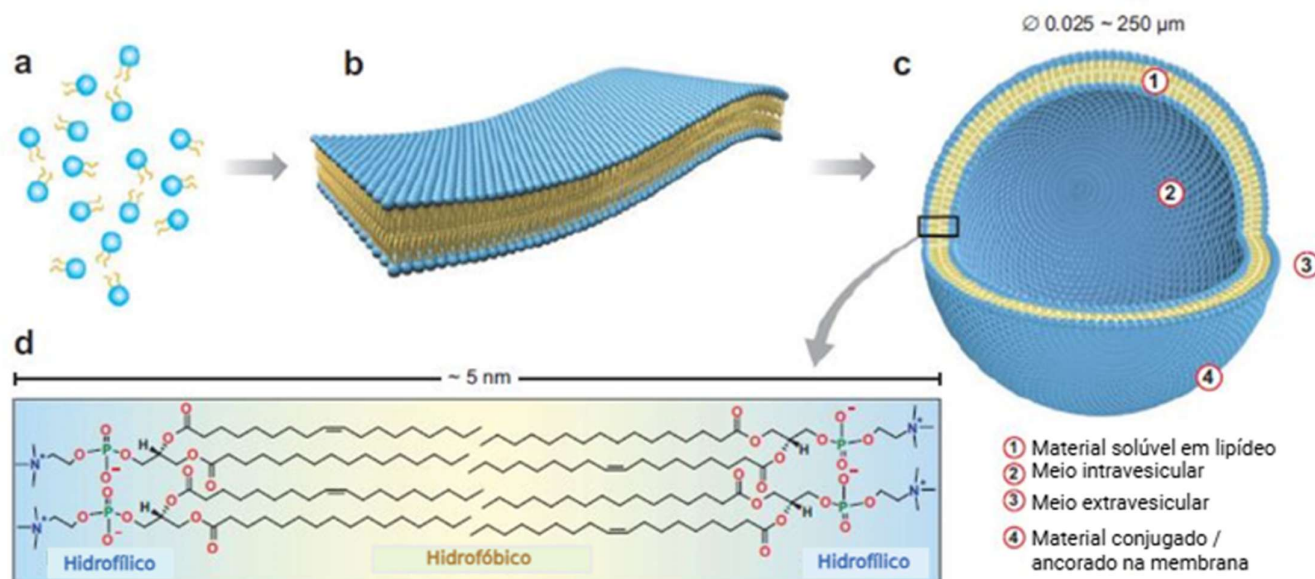 a
b
c
Ø 0.025 ~ 250 µm
1
2
3
4
d
~ 5 nm
Hidrofílico
Hidrofóbico
Hidrofílico
1 Material solúvel em lipídeo
2 Meio intravesicular
3 Meio extravesicular
4 Material conjugado /
ancorado na membrana